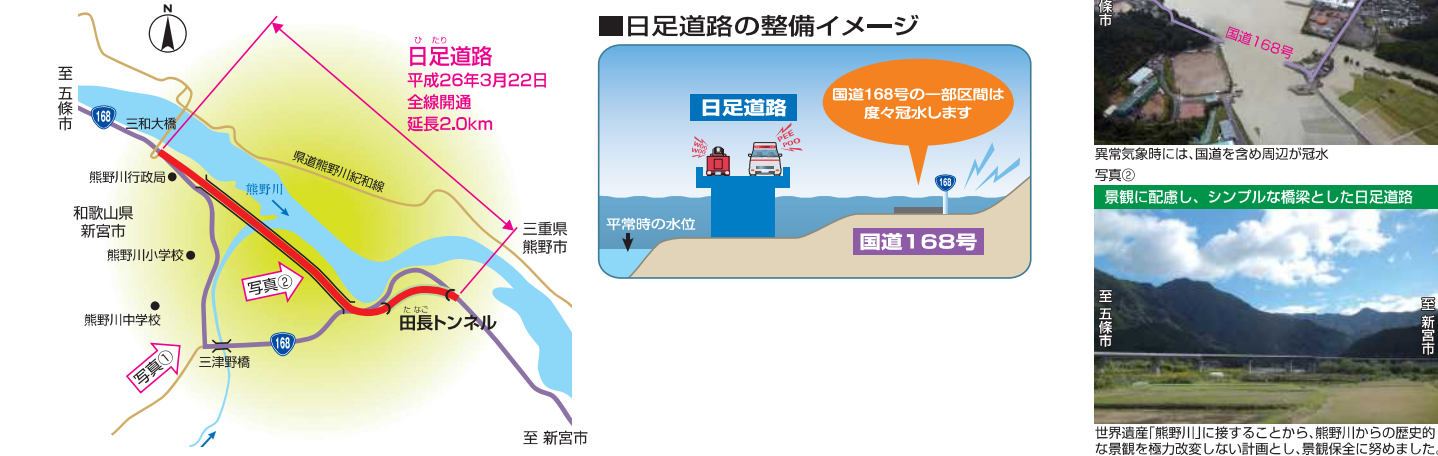 N
日足道路
ひ たり
平成26年3月22日
全線開通
延長2.0km
至 五條市
168
三和大橋
熊野川行政局
県道熊野川紀和線
熊野川
和歌山県
新宮市
三重県
熊野市
熊野川小学校
写真②
熊野川中学校
たなご
田長トンネル
168
三津野橋
写真①
至 新宮市
■日足道路の整備イメージ
日足道路
国道168号の一部区間は
度々冠水します
WOO
WOO
PEE
POO
168
平常時の水位
国道168号
條市
国道168号
異常気象時には、国道を含め周辺が冠水
写真②
景観に配慮し、シンプルな橋梁とした日足道路
至 五條市
至 新宮市
世界遺産「熊野川」に接することから、熊野川からの歴史的
な景観を極力改変しない計画とし、景観保全に努めました。